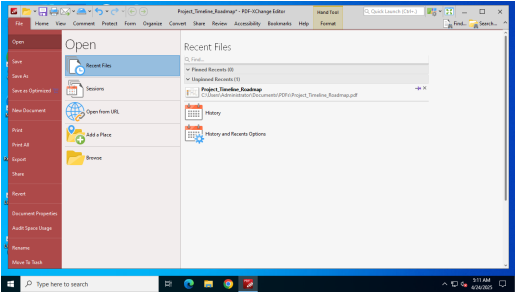 Project_Timeline_Roadmap* - PDF-XChange Editor
Hand Tool
Quick Launch (Ctrl+.)
File Home View Comment Protect Form Organize Convert Share Review Accessibility Bookmarks Help Format
Find... Search...
Open
Save
Save As
Save as Optimized
New Document
Print
Print All
Export
Share
Revert
Document Properties
Audit Space Usage
Rename
Move To Trash
Open
Recent Files
Sessions
Open from URL
Add a Place
Browse
Recent Files
Find...
Pinned Recents (0)
Unpinned Recents (1)
Project_Timeline_Roadmap
C:\Users\Administrator\Documents\PDFs\Project_Timeline_Roadmap.pdf
History
History and Recents Options
Type here to search
9:11 AM
4/24/2025